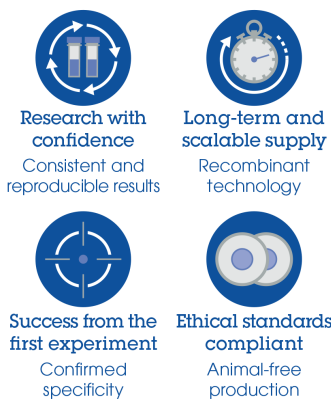 Research with
confidence
Consistent and
reproducible results
Long-term and
scalable supply
Recombinant
technology
Success from the
first experiment
Confirmed
specificity
Ethical standards
compliant
Animal-free
production